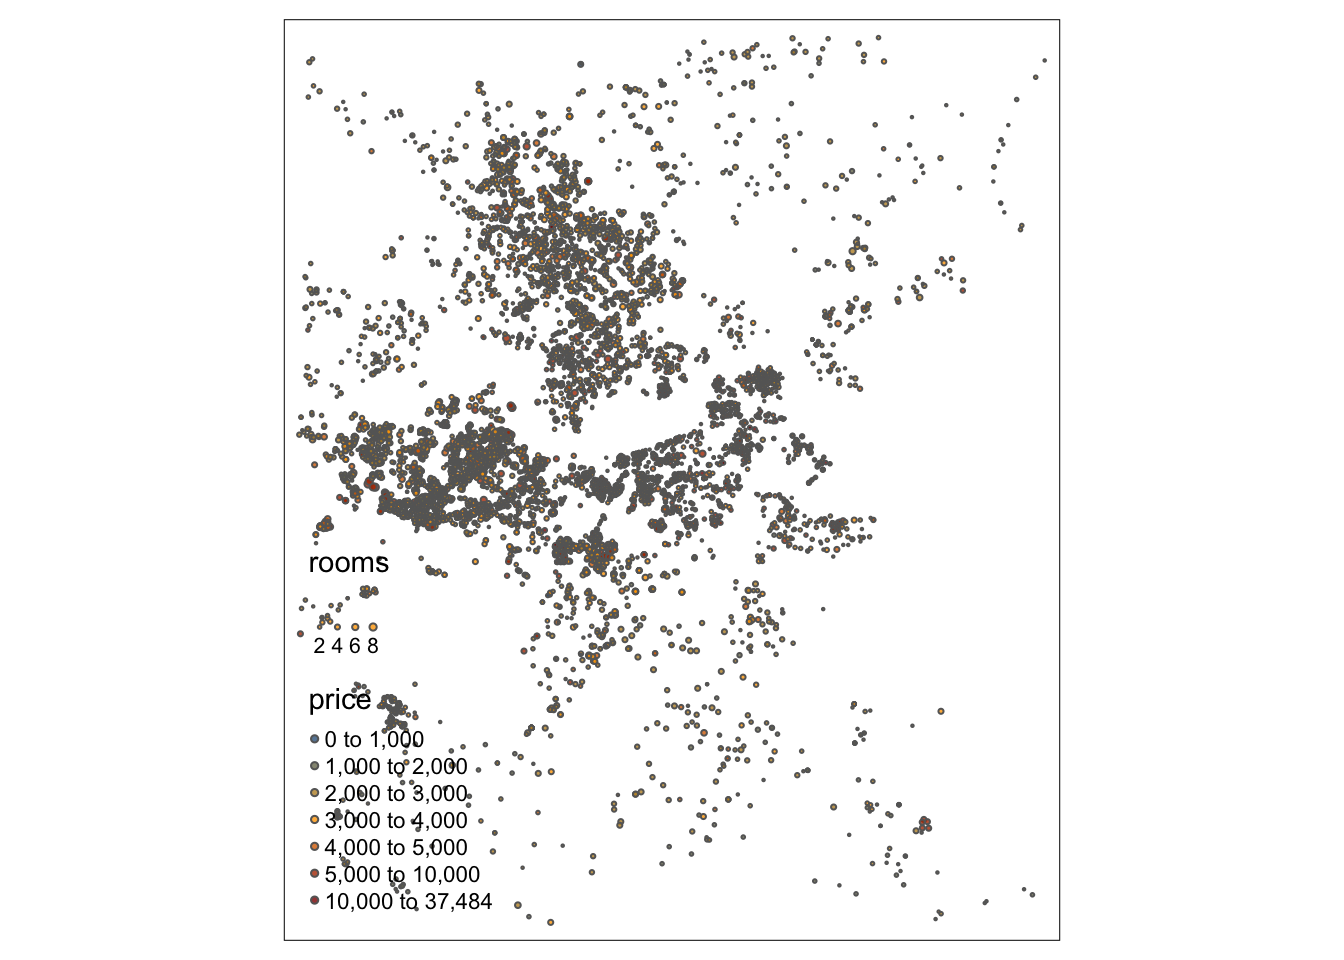 rooms
2 4 6 8
price
0 to 1,000
1,000 to 2,000
2,000 to 3,000
3,000 to 4,000
4,000 to 5,000
5,000 to 10,000
10,000 to 37,484